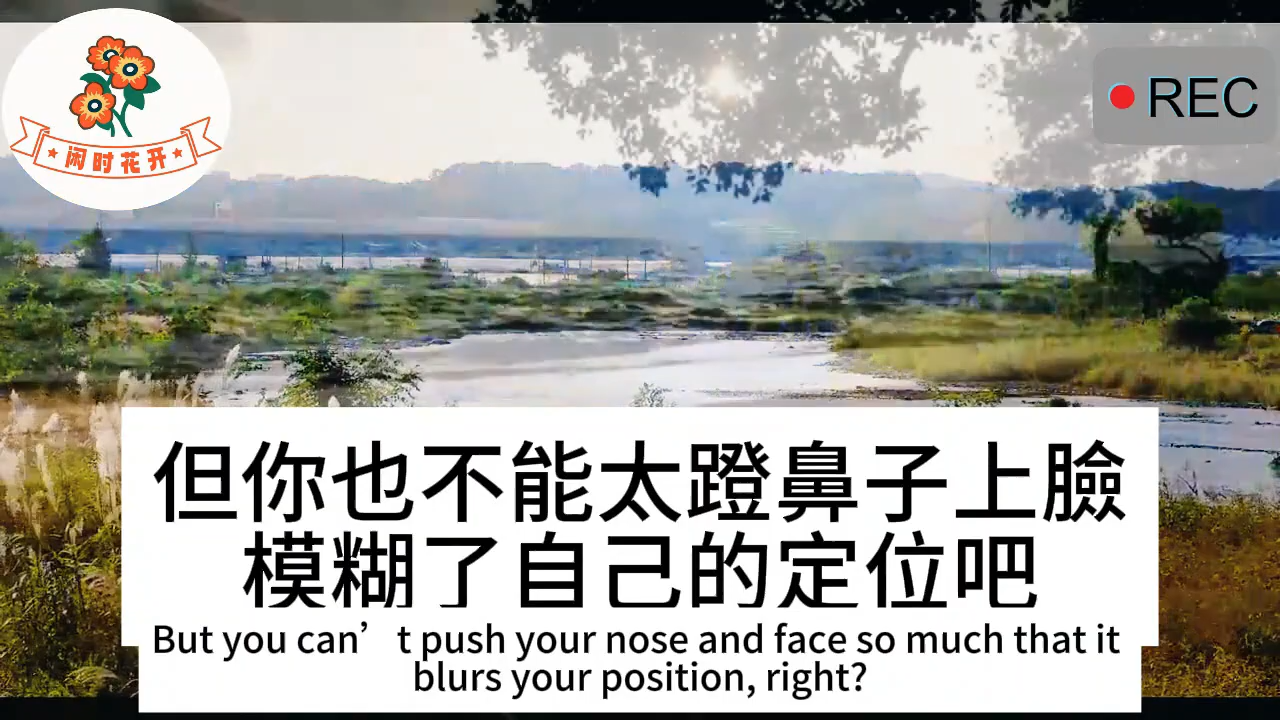 闲时花开
REC
但你也不能太蹬鼻子上臉
模糊了自己的定位吧
But you can’t push your nose and face so much that it
blurs your position, right?